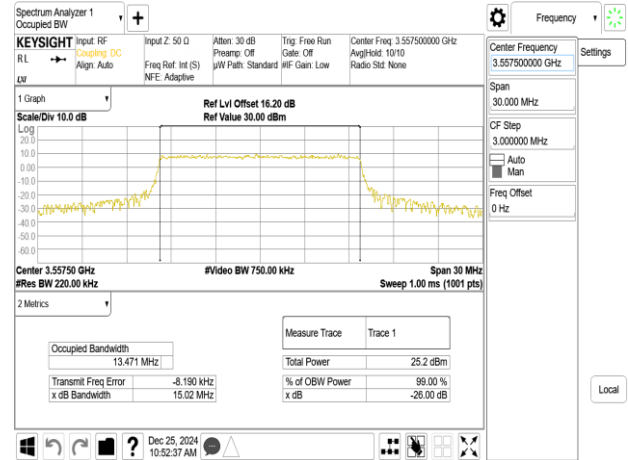 Spectrum Analyzer 1
Occupied BW
Frequency
KEYSIGHT
RL
LXI
Input: RF
Coupling: DC
Align: Auto
Input Z: 50 Ω
Freq Ref: Int (S)
NFE: Adaptive
Atten: 30 dB
Preamp: Off
µW Path: Standard
Trig: Free Run
Gate: Off
#IF Gain: Low
Center Freq: 3.557500000 GHz
Avg|Hold: 10/10
Radio Std: None
Center Frequency
3.557500000 GHz
Settings
Span
30.000 MHz
CF Step
3.000000 MHz
Auto
Man
Freq Offset
0 Hz
Local
1 Graph
Scale/Div 10.0 dB
Ref Lvl Offset 16.20 dB
Ref Value 30.00 dBm
Log
20.0
10.0
0.00
-10.0
-20.0
-30.0
-40.0
-50.0
-60.0
Center 3.55750 GHz
#Video BW 750.00 kHz
Span 30 MHz
#Res BW 220.00 kHz
Sweep 1.00 ms (1001 pts)
2 Metrics
Measure Trace Trace 1
Occupied Bandwidth
13.471 MHz
Total Power 25.2 dBm
Transmit Freq Error -8.190 kHz
% of OBW Power 99.00 %
x dB Bandwidth 15.02 MHz
x dB -26.00 dB
Dec 25, 2024
10:52:37 AM